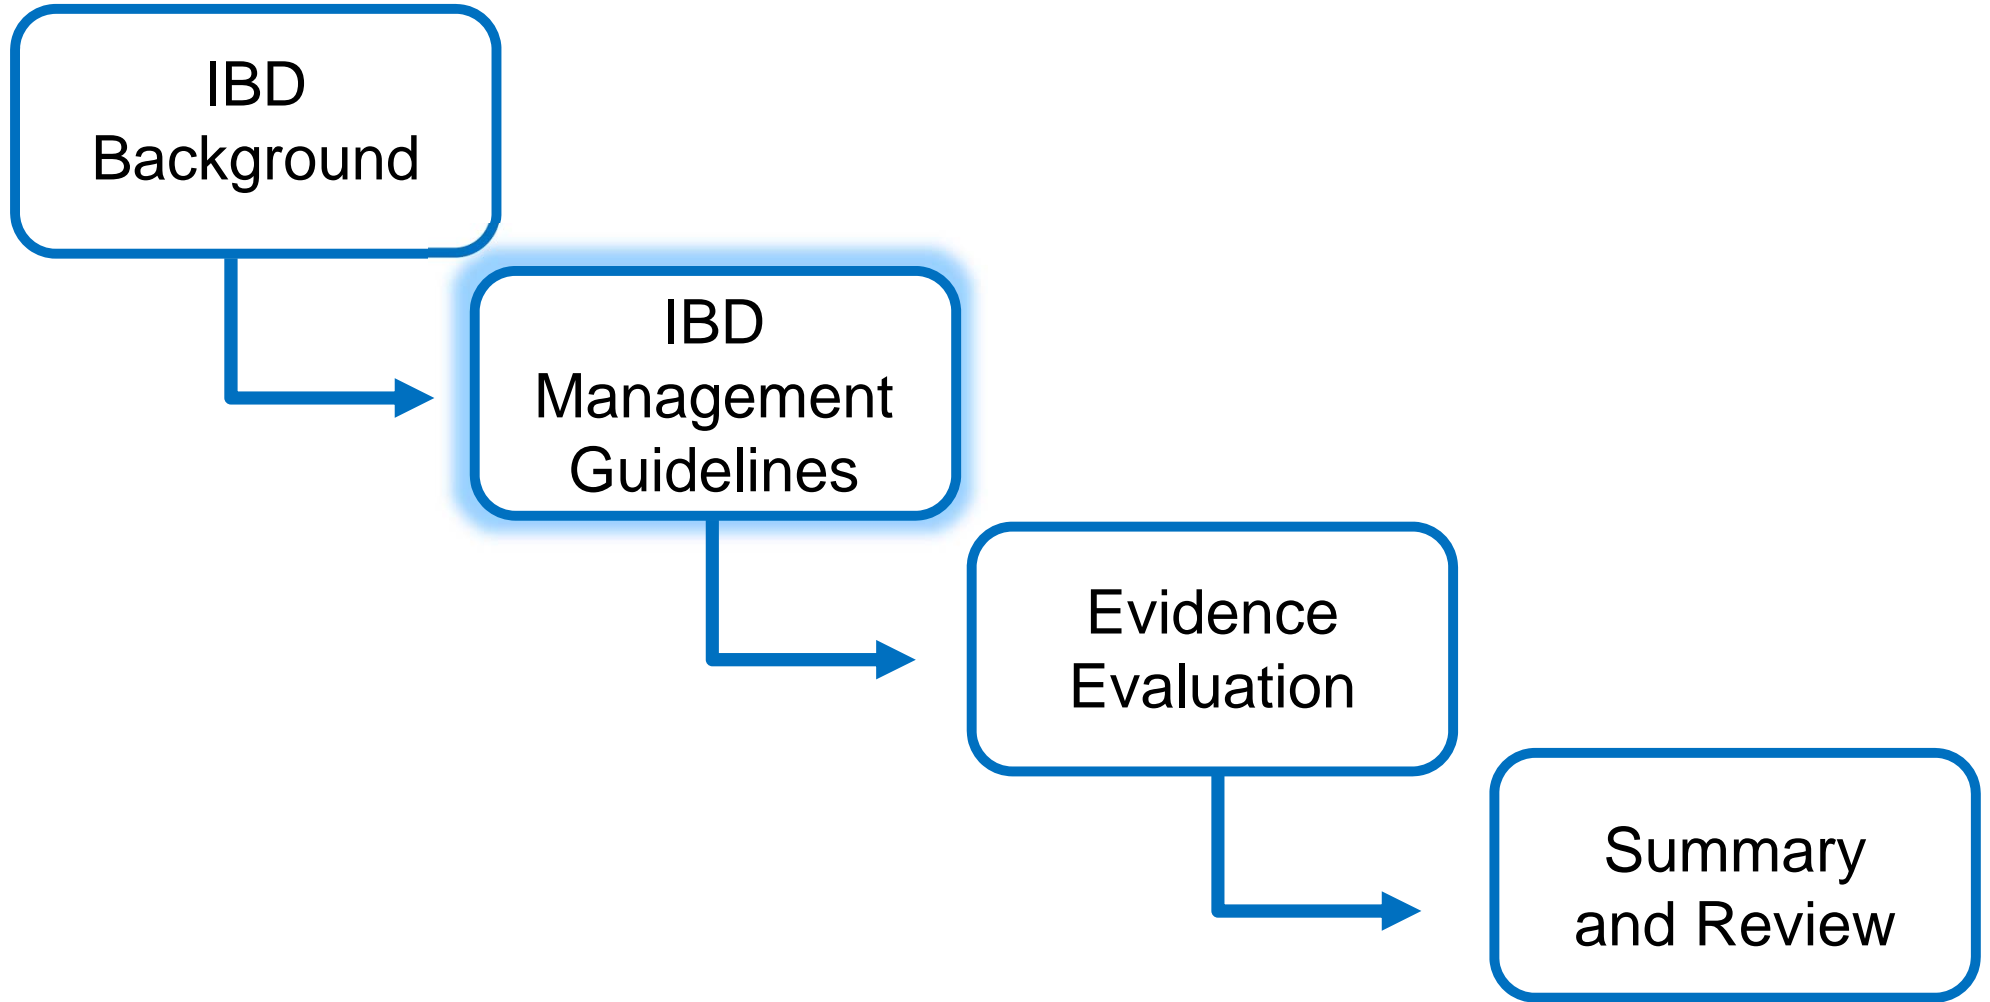 IBD
Background
IBD
Management
Guidelines
Evidence
Evaluation
Summary
and Review